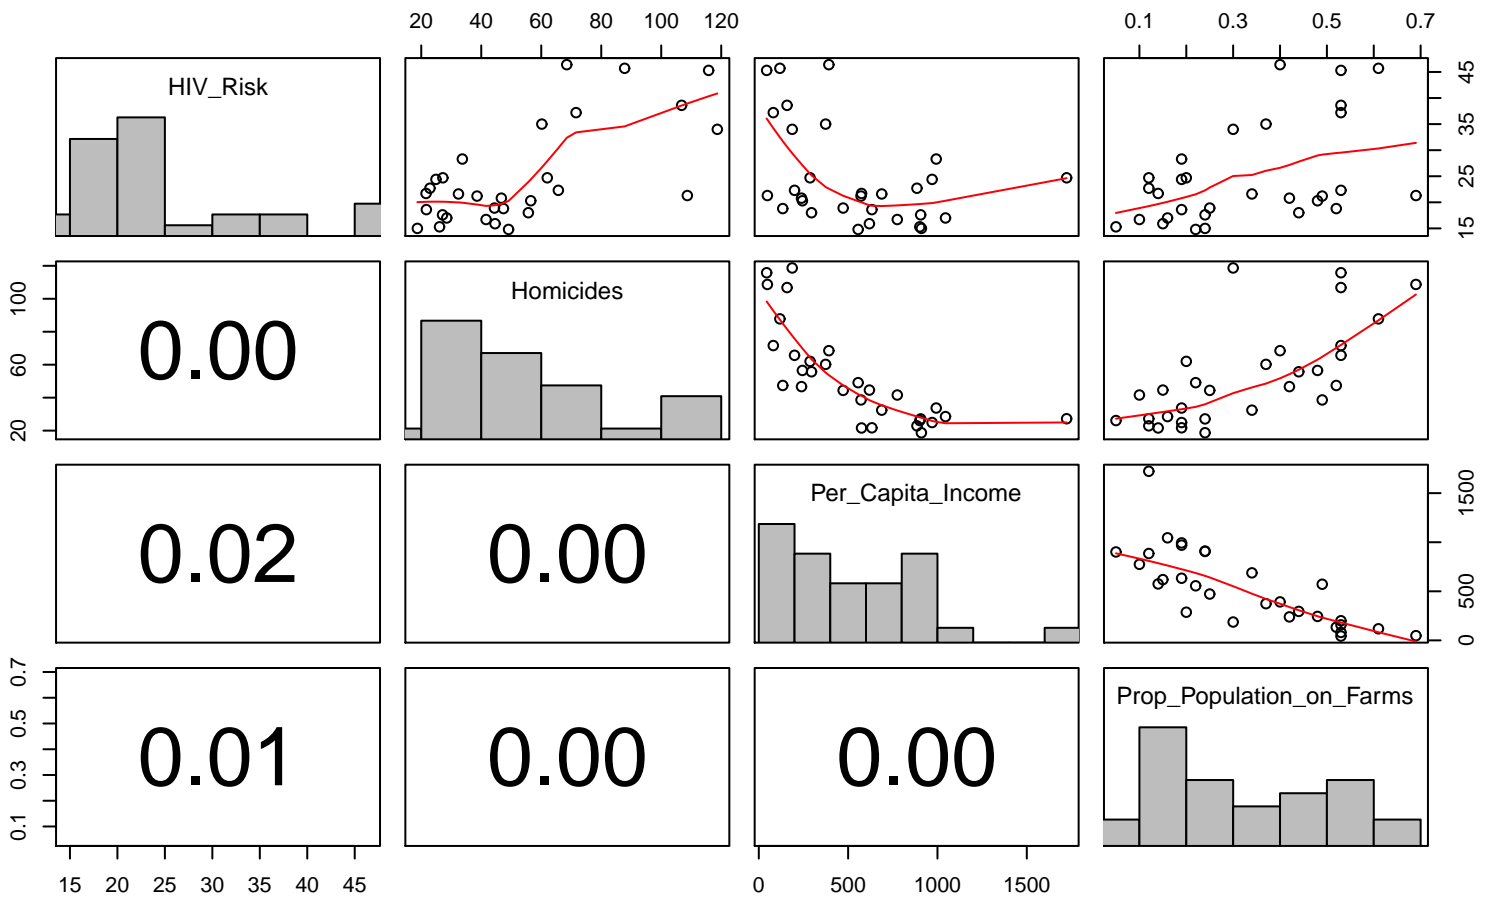 20 40 60 80 100 120
0.1 0.3 0.5 0.7
HIV_Risk
15 25 35 45
20 60 100
0.00
Homicides
0.02
0.00
Per_Capita_Income
0 500 1500
0.1 0.3 0.5 0.7
0.01
0.00
0.00
Prop_Population_on_Farms
15 20 25 30 35 40 45
0 500 1000 1500